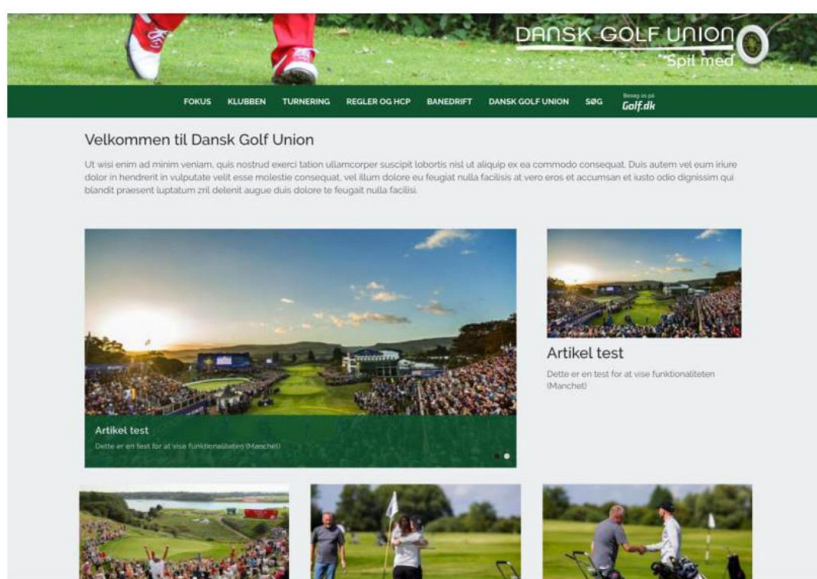 DANSK GOLF UNION
Spil med
FOKUS KLUBBEN TURNERING REGLER OG HCP BANEDRIFT DANSK GOLF UNION SØG Besøg os på Golf.dk
Velkommen til Dansk Golf Union
Ut wisi enim ad minim veniam, quis nostrud exerci tation ullamcorper suscipit lobortis nisl ut aliquip ex ea commodo consequat. Duis autem vel eum iriure
dolor in hendrerit in vulputate velit esse molestie consequat, vel illum dolore eu feugiat nulla facilisis at vero eros et accumsan et iusto odio dignissim qui
blandit praesent luptatum zril delenit augue duis dolore te feugait nulla facilisi.
Artikel test
Dette er en test for at vise funktionaliteten (Manchet)
Artikel test
Dette er en test for at vise funktionaliteten
(Manchet)